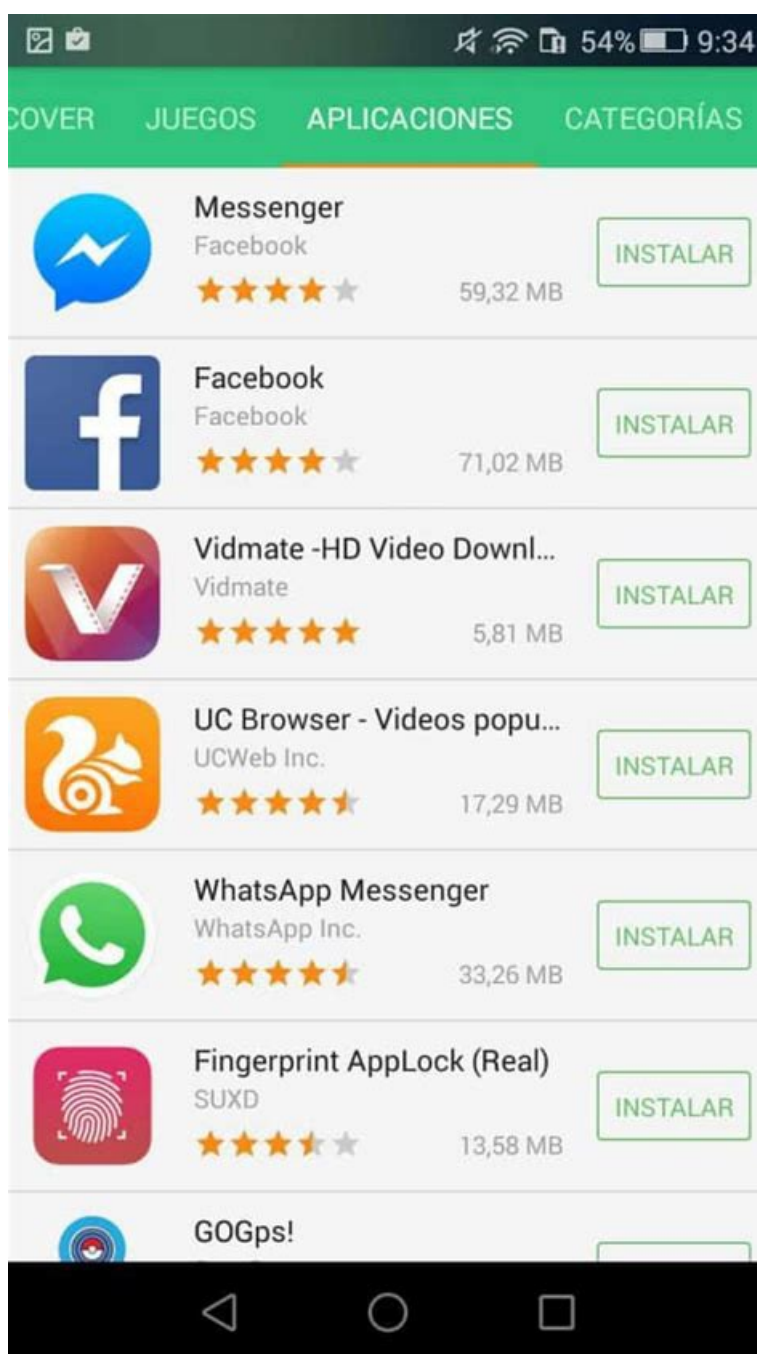 54% 9:34
COVER JUEGOS APLICACIONES CATEGORÍAS
Messenger
Facebook
59,32 MB
INSTALAR
Facebook
Facebook
71,02 MB
INSTALAR
Vidmate -HD Video Downl...
Vidmate
5,81 MB
INSTALAR
UC Browser - Videos popu...
UCWeb Inc.
17,29 MB
INSTALAR
WhatsApp Messenger
WhatsApp Inc.
33,26 MB
INSTALAR
Fingerprint AppLock (Real)
SUXD
13,58 MB
INSTALAR
GOGps!